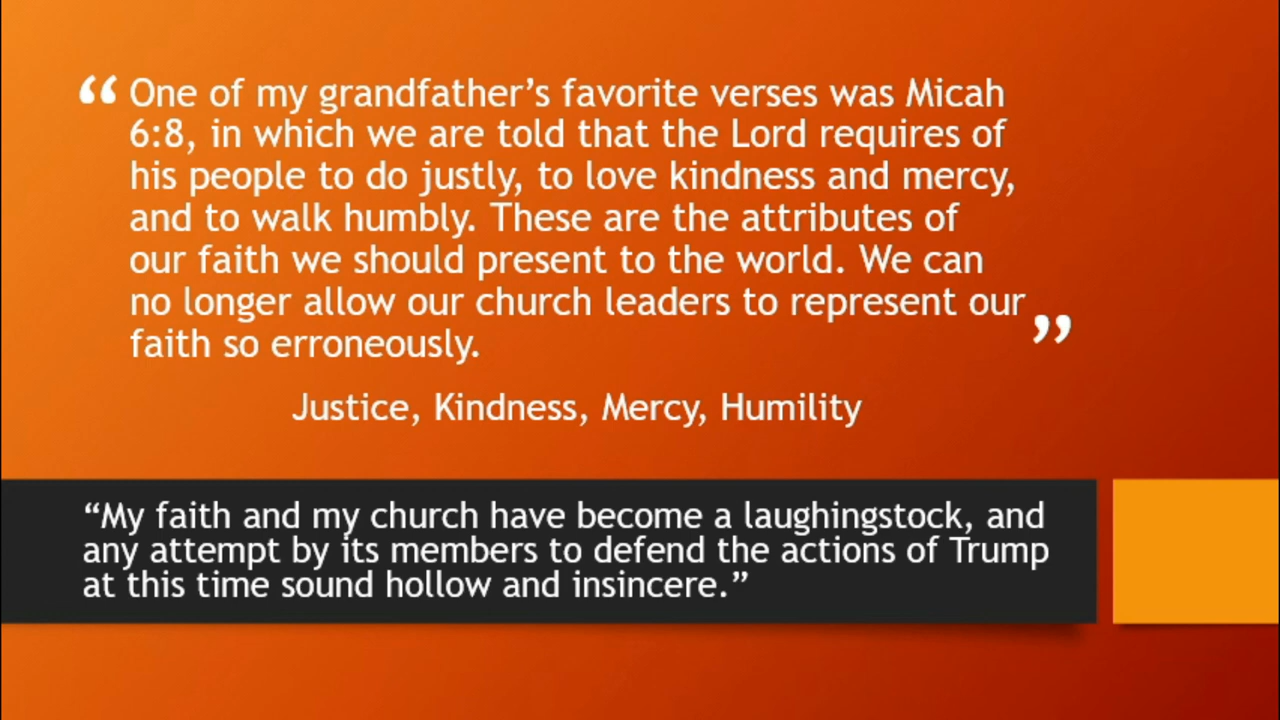 “One of my grandfather’s favorite verses was Micah
6:8, in which we are told that the Lord requires of
his people to do justly, to love kindness and mercy,
and to walk humbly. These are the attributes of
our faith we should present to the world. We can
no longer allow our church leaders to represent our
faith so erroneously.”
Justice, Kindness, Mercy, Humility
“My faith and my church have become a laughingstock, and
any attempt by its members to defend the actions of Trump
at this time sound hollow and insincere.”